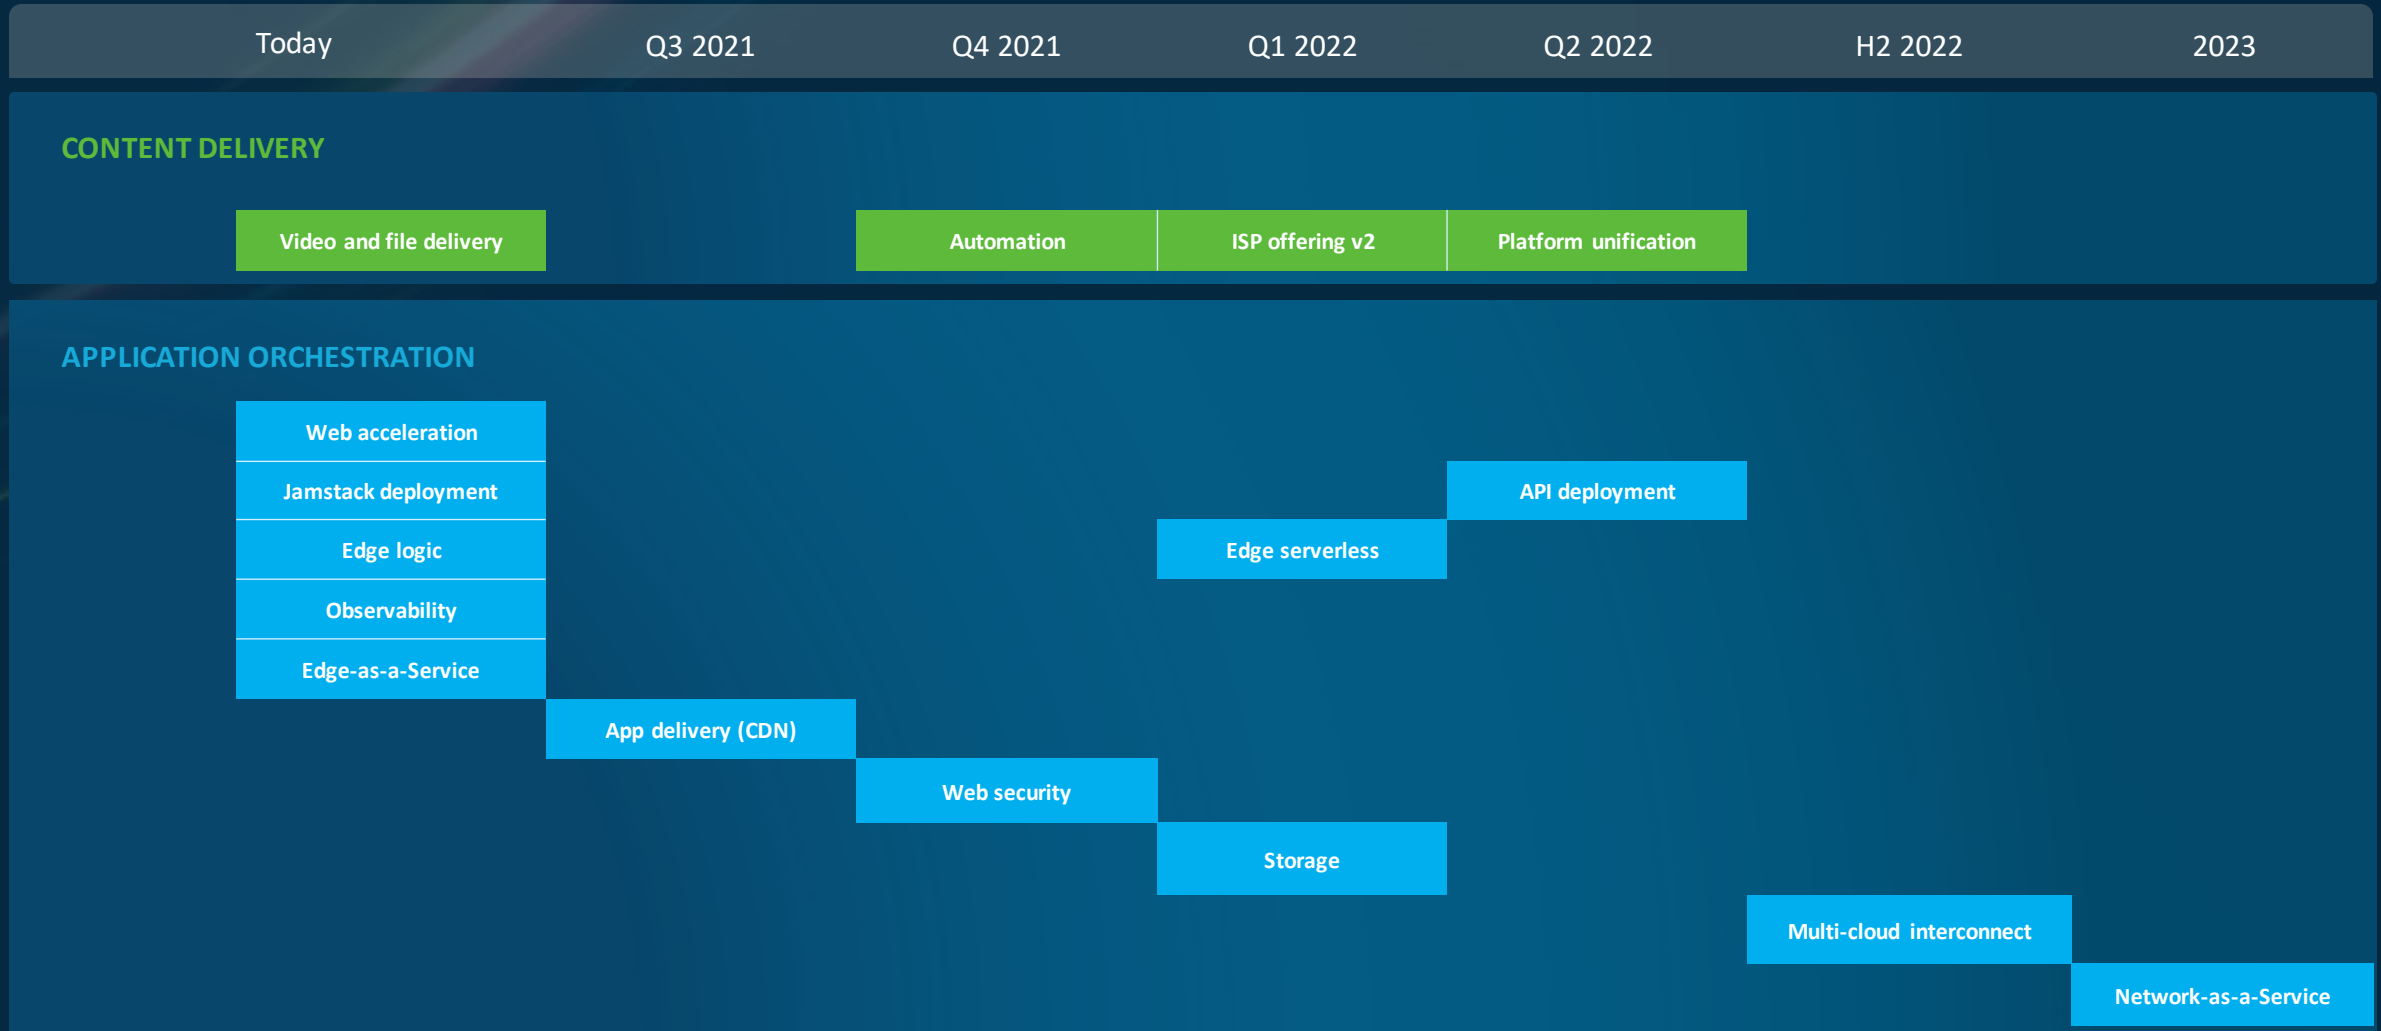 Today
Q3 2021
Q4 2021
Q1 2022
Q2 2022
H2 2022
2023
CONTENT DELIVERY
Video and file delivery
Automation
ISP offering v2
Platform unification
APPLICATION ORCHESTRATION
Web acceleration
Jamstack deployment
API deployment
Edge logic
Edge serverless
Observability
Edge-as-a-Service
App delivery (CDN)
Web security
Storage
Multi-cloud interconnect
Network-as-a-Service